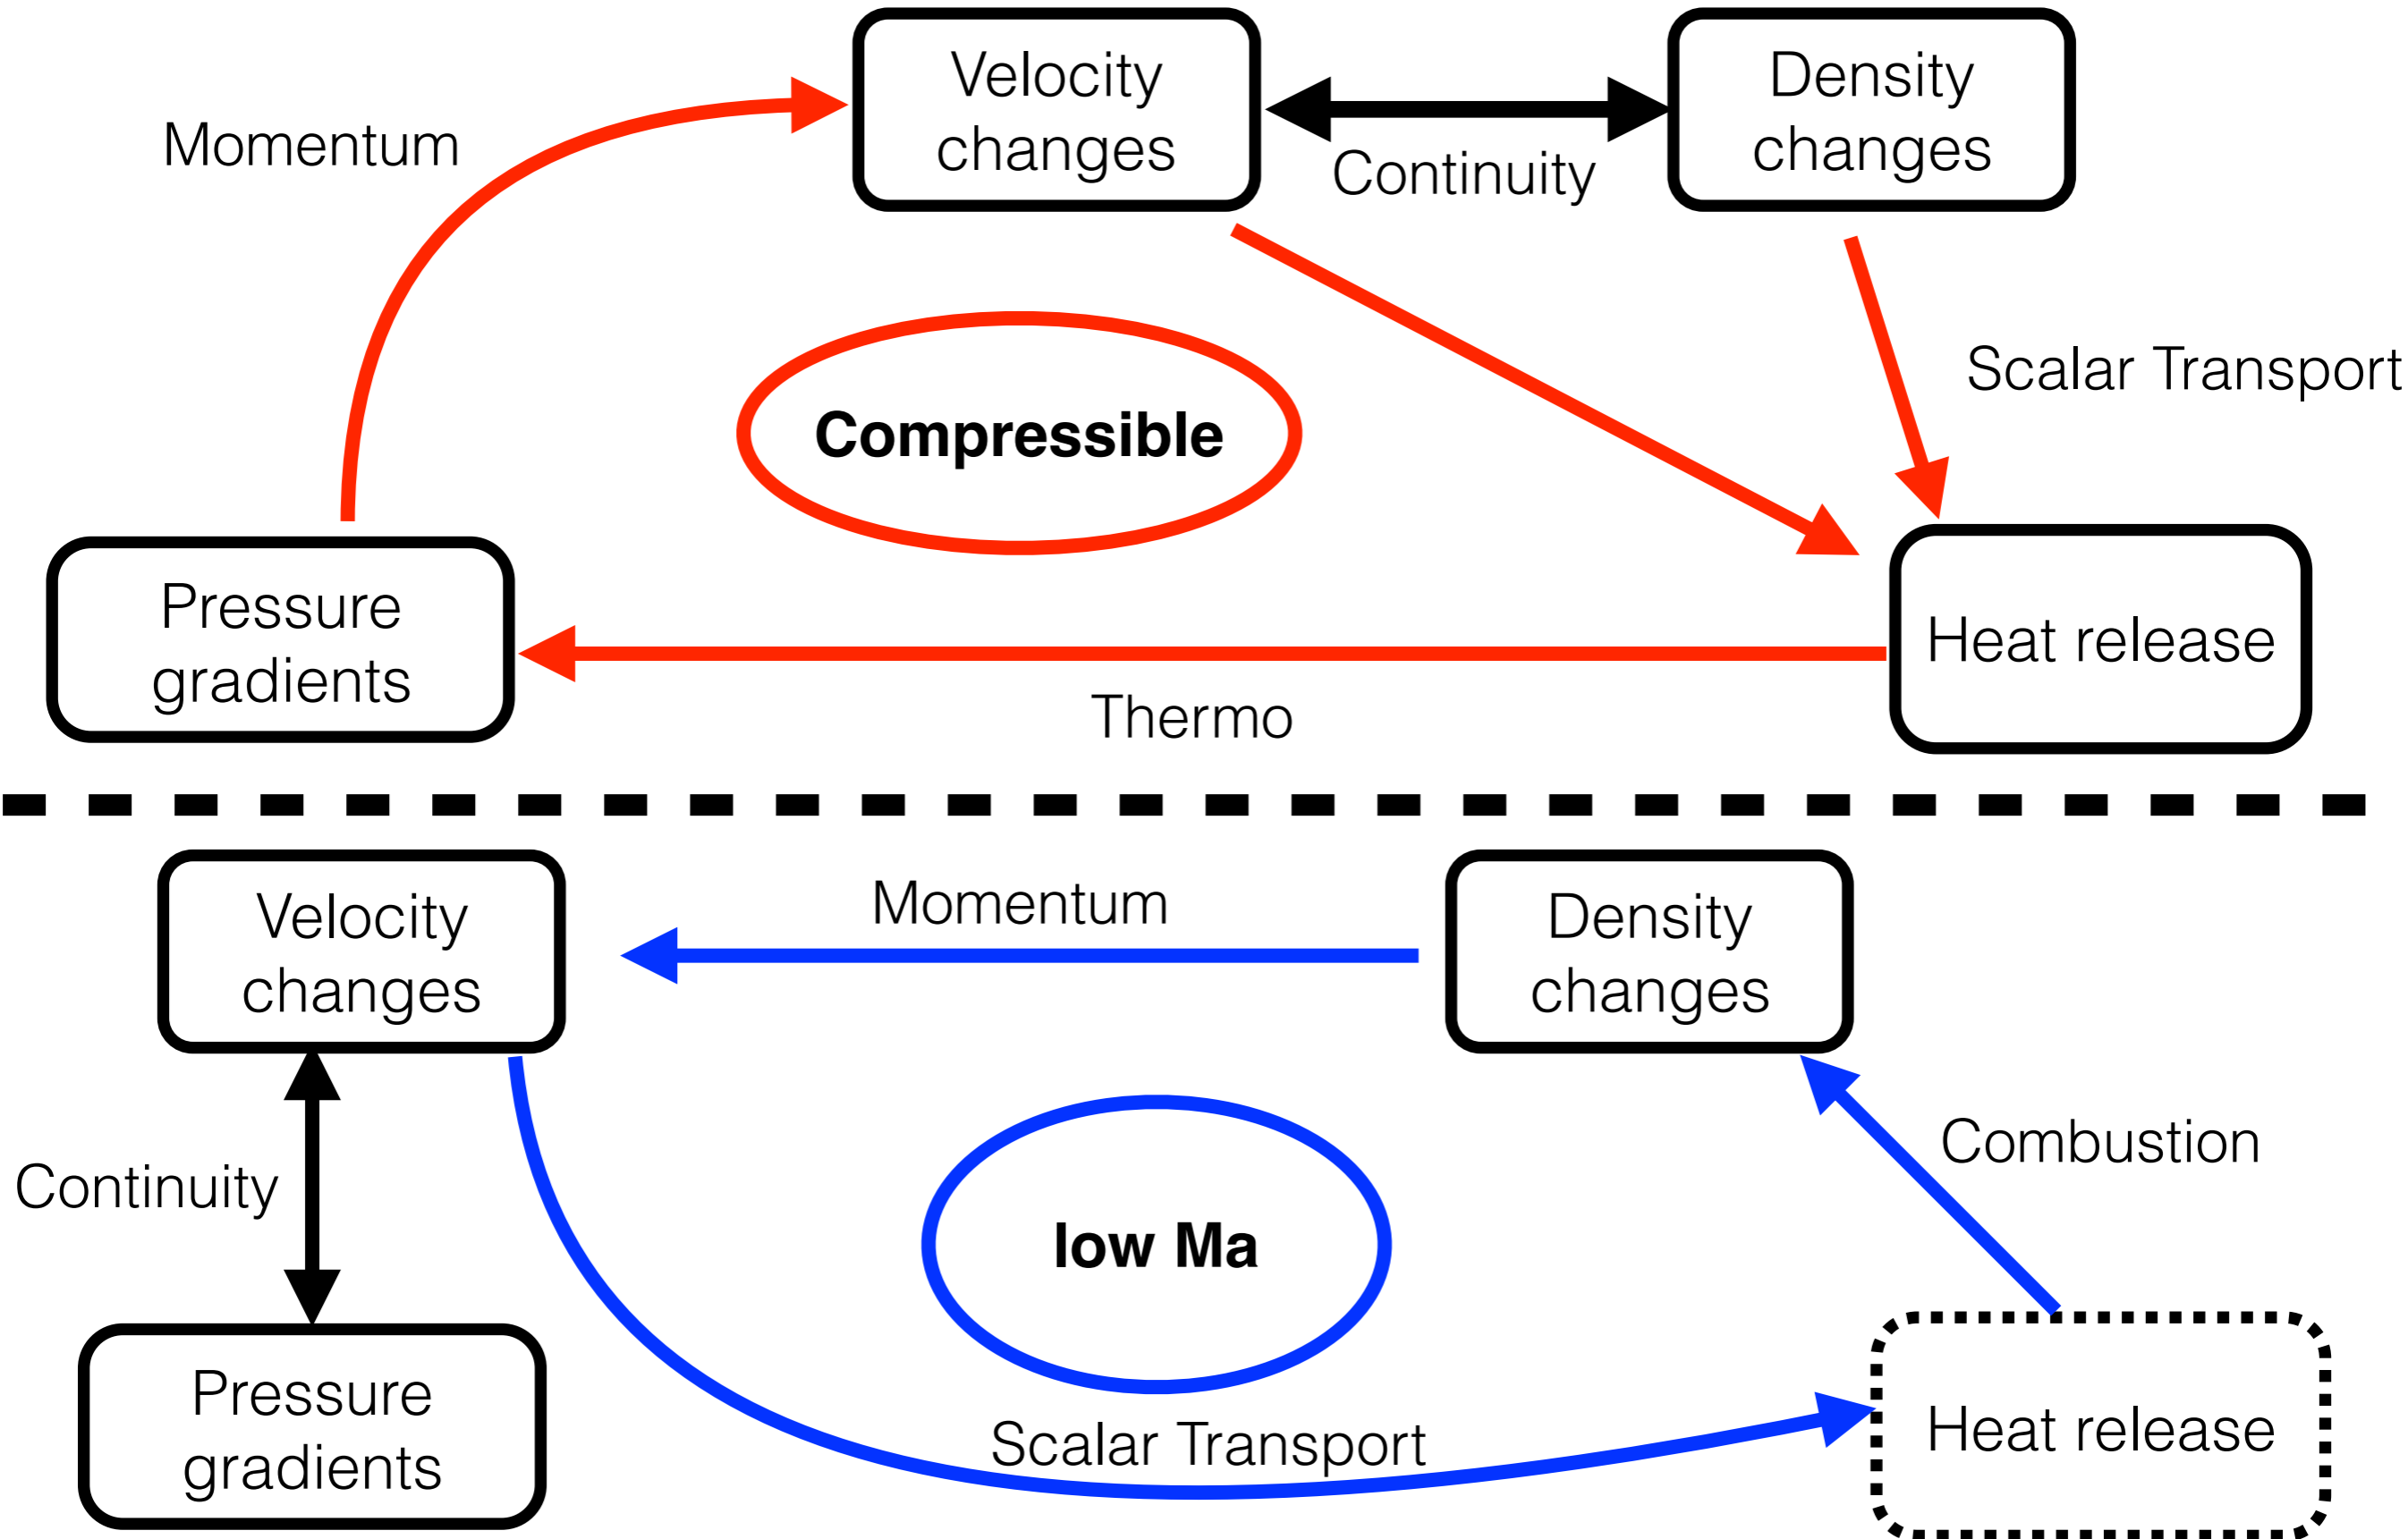 Velocity
changes
Density
changes
Momentum
Continuity
Scalar Transport
Compressible
Pressure
gradients
Heat release
Thermo
Velocity
changes
Momentum
Density
changes
Continuity
Combustion
low Ma
Pressure
gradients
Scalar Transport
Heat release